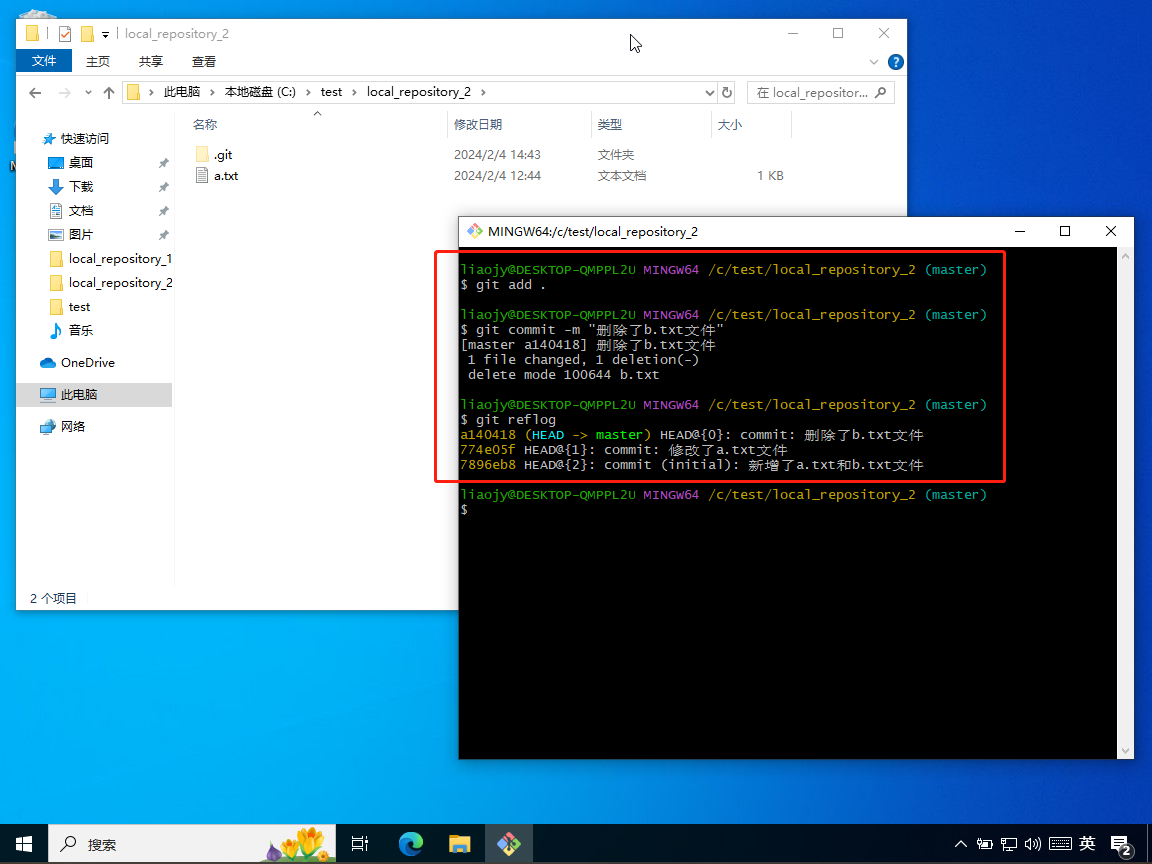 local_repository_2
文件 主页 共享 查看
此电脑 本地磁盘 (C:) test local_repository_2 在 local_repositor...
名称 修改日期 类型 大小
.git 2024/2/4 14:43 文件夹
a.txt 2024/2/4 12:44 文本文档 1 KB
快速访问
桌面
下载
文档
图片
local_repository_1
local_repository_2
test
音乐
OneDrive
此电脑
网络
2 个项目
MINGW64:/c/test/local_repository_2
liaojy@DESKTOP-QMPPL2U MINGW64 /c/test/local_repository_2 (master)
$ git add .
liaojy@DESKTOP-QMPPL2U MINGW64 /c/test/local_repository_2 (master)
$ git commit -m "删除了b.txt文件"
[master a140418] 删除了b.txt文件
1 file changed, 1 deletion(-)
delete mode 100644 b.txt
liaojy@DESKTOP-QMPPL2U MINGW64 /c/test/local_repository_2 (master)
$ git reflog
a140418 (HEAD -> master) HEAD@{0}: commit: 删除了b.txt文件
774e05f HEAD@{1}: commit: 修改了a.txt文件
7896eb8 HEAD@{2}: commit (initial): 新增了a.txt和b.txt文件
liaojy@DESKTOP-QMPPL2U MINGW64 /c/test/local_repository_2 (master)
$
搜索 英 2